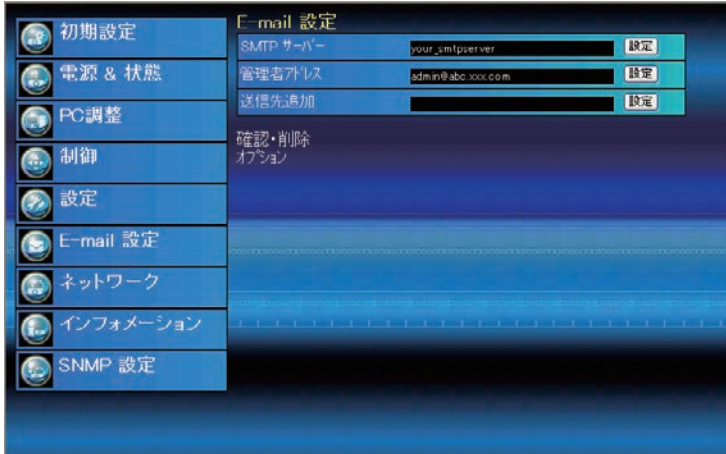 初期設定
電源 & 状態
PC調整
制御
設定
E-mail 設定
ネットワーク
インフォメーション
SNMP 設定
E-mail 設定
SMTP サーバー your_smtpserver 設定
管理者アドレス admin@abc.xxx.com 設定
送信先追加 設定
確認・削除
オプション